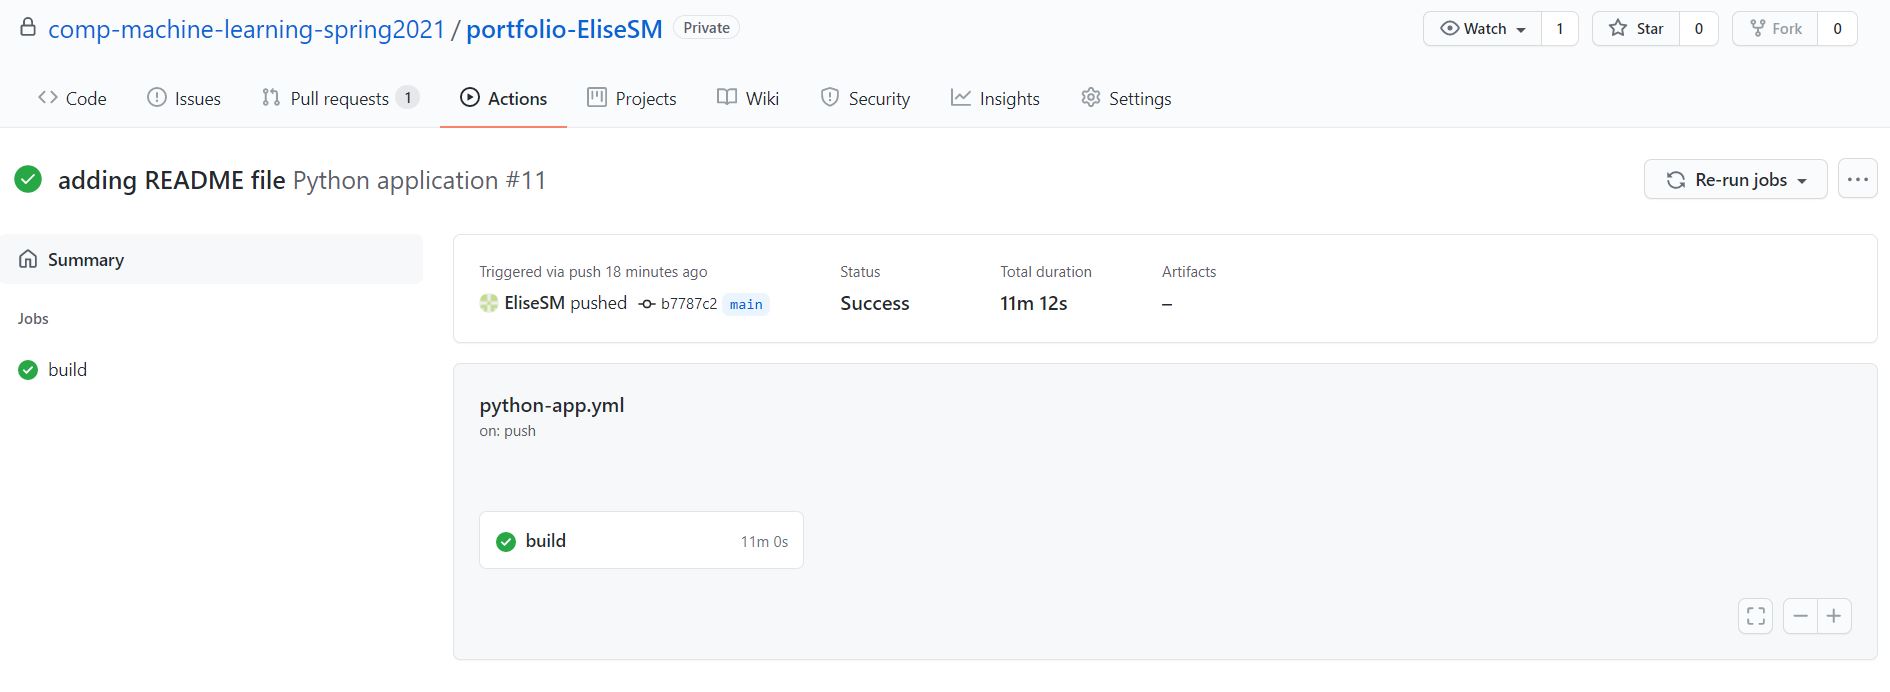 comp-machine-learning-spring2021 / portfolio-EliseSM Private
Watch 1 Star 0 Fork 0
Code Issues Pull requests 1 Actions Projects Wiki Security Insights Settings
adding README file Python application #11
Re-run jobs
Summary
Jobs
build
Triggered via push 18 minutes ago
EliseSM pushed b7787c2 main
Status
Success
Total duration
11m 12s
Artifacts
–
python-app.yml
on: push
build 11m 0s